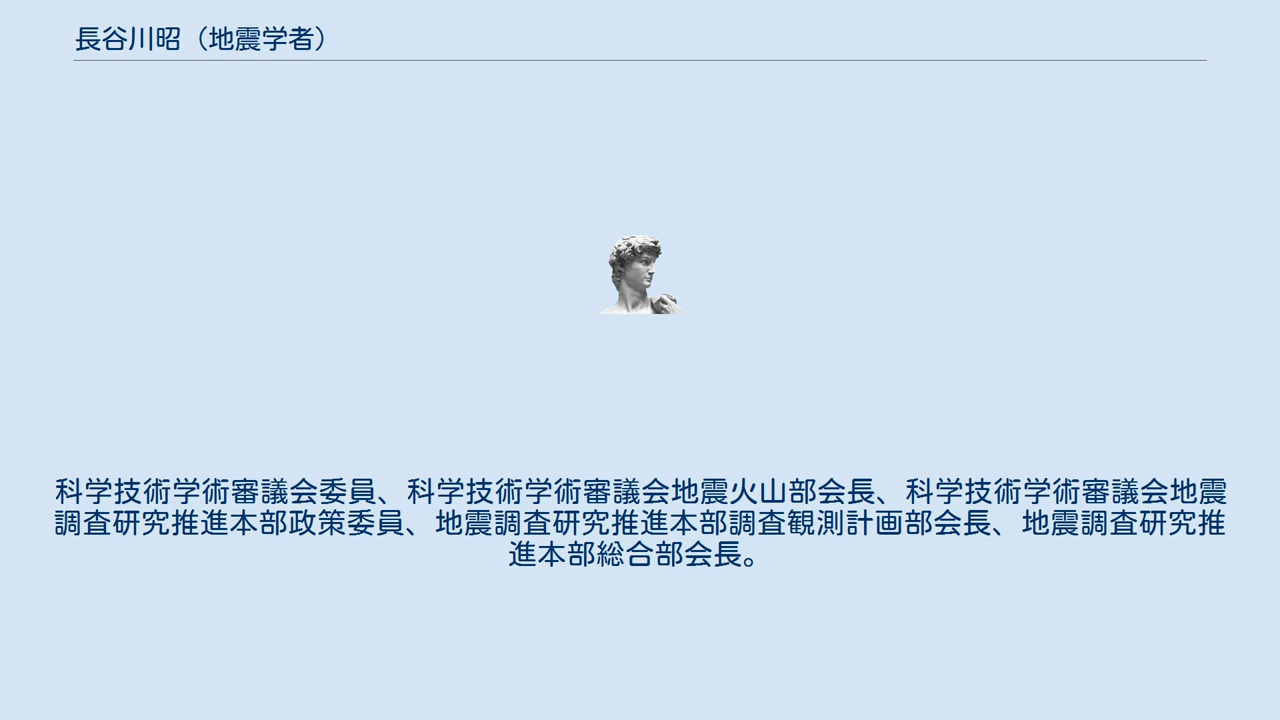 長谷川昭（地震学者）
科学技術学術審議会委員、科学技術学術審議会地震火山部会長、科学技術学術審議会地震
調査研究推進本部政策委員、地震調査研究推進本部調査観測計画部会長、地震調査研究推
進本部総合部会長。